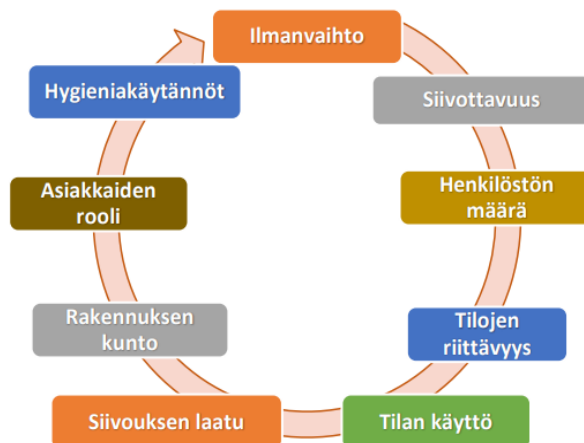 Ilmanvaihto
Siivottavuus
Henkilöstön
määrä
Tilojen
riittävyys
Tilan käyttö
Siivouksen laatu
Rakennuksen
kunto
Asiakkaiden
rooli
Hygieniakäytännöt